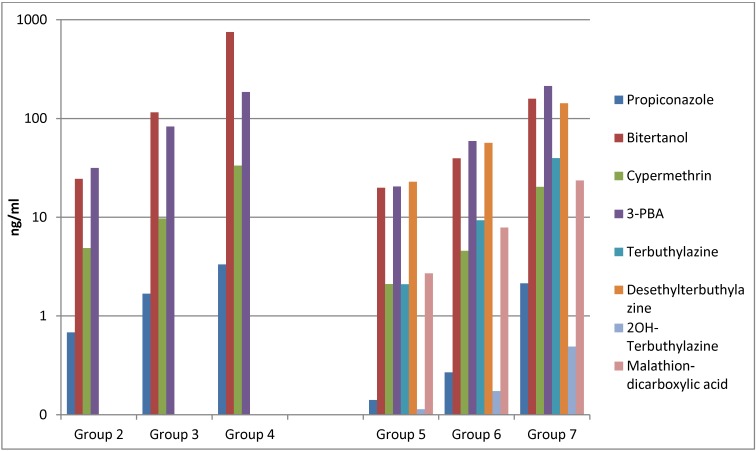 1000
100
10
1
0
ng/ml
Group 2
Group 3
Group 4
Group 5
Group 6
Group 7
Propiconazole
Bitertanol
Cypermethrin
3-PBA
Terbuthylazine
Desethylterbuthyla
zine
2OH-
Terbuthylazine
Malathion-
dicarboxylic acid